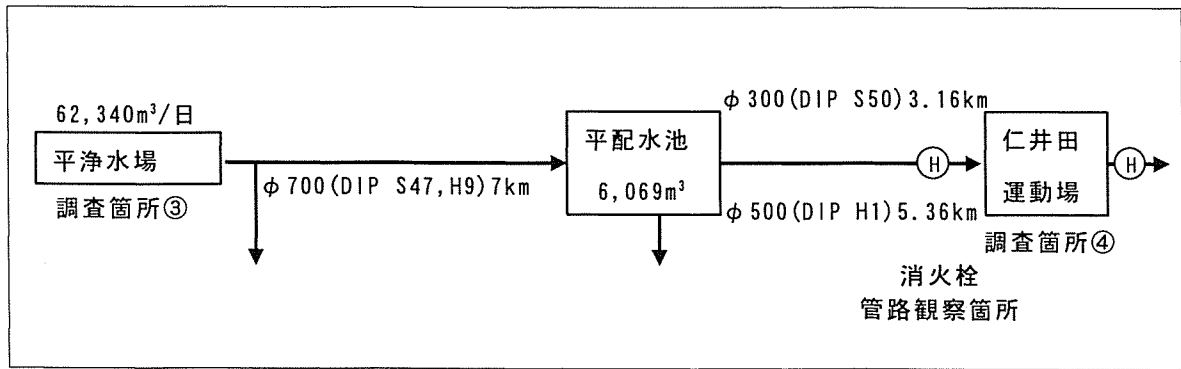 62,340m³/日
平浄水場
調査箇所③
φ700(DIP S47,H9)7km
平配水池
6,069m³
φ300(DIP S50)3.16km
φ500(DIP H1)5.36km
H
仁井田
運動場
H
調査箇所④
消火栓
管路観察箇所